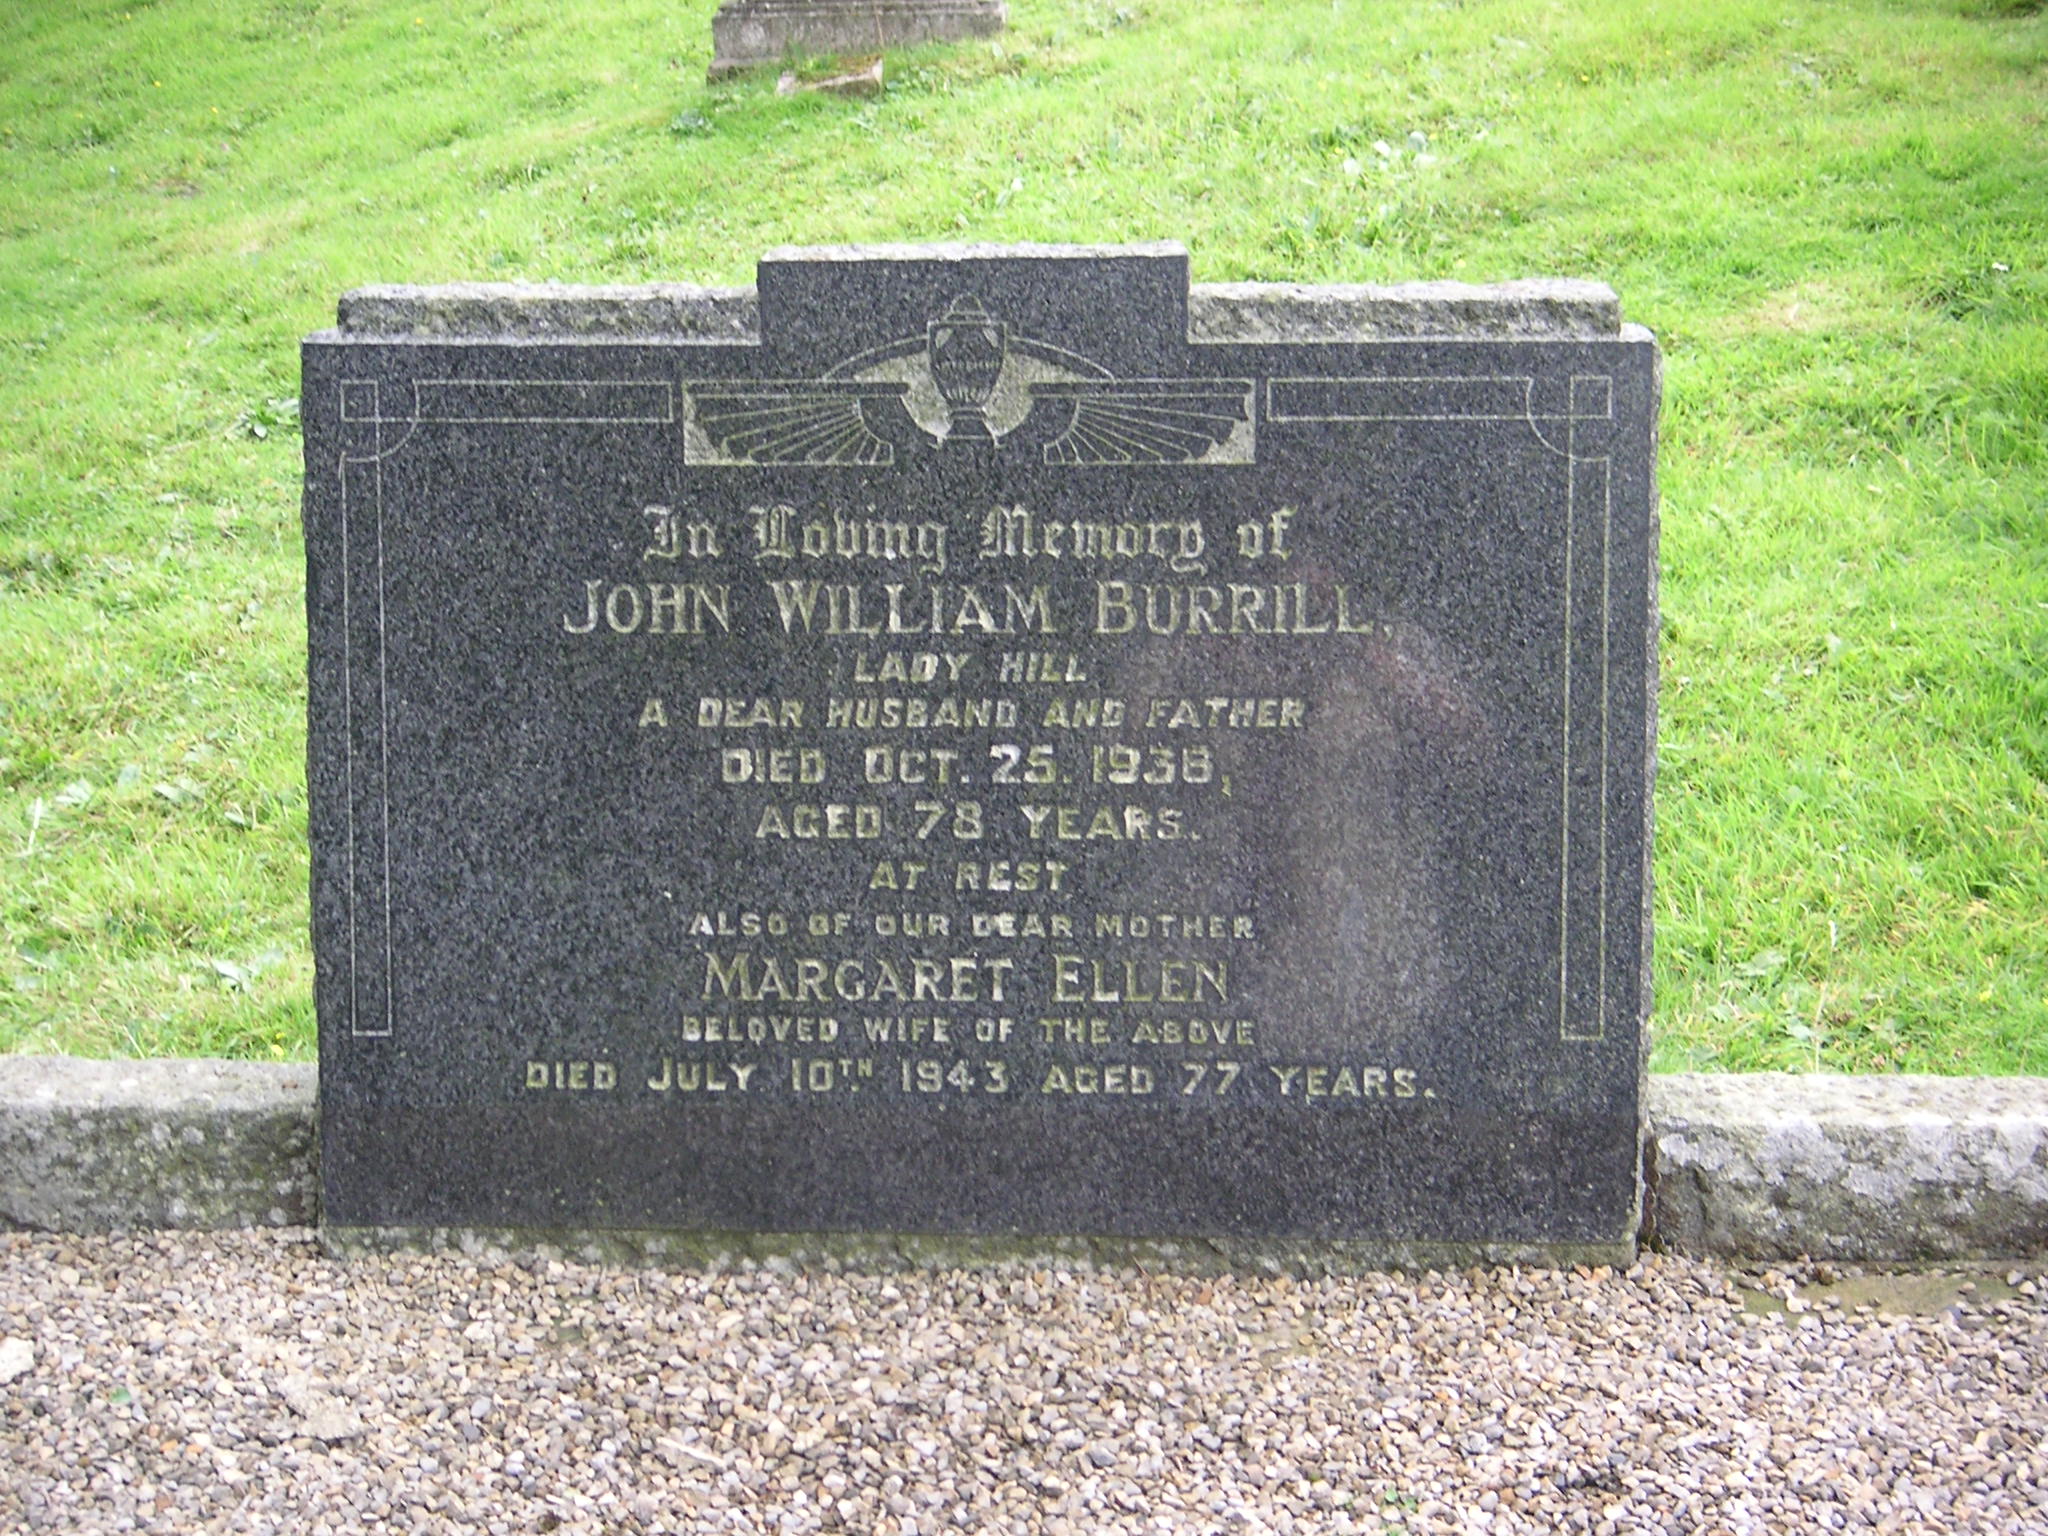 In Loving Memory of
JOHN WILLIAM BURRILL,
LADY HILL
A DEAR HUSBAND AND FATHER
DIED OCT. 25. 1938,
AGED 78 YEARS.
AT REST
ALSO OF OUR DEAR MOTHER
MARGARET ELLEN
BELOVED WIFE OF THE ABOVE
DIED JULY 10TH. 1943 AGED 77 YEARS.